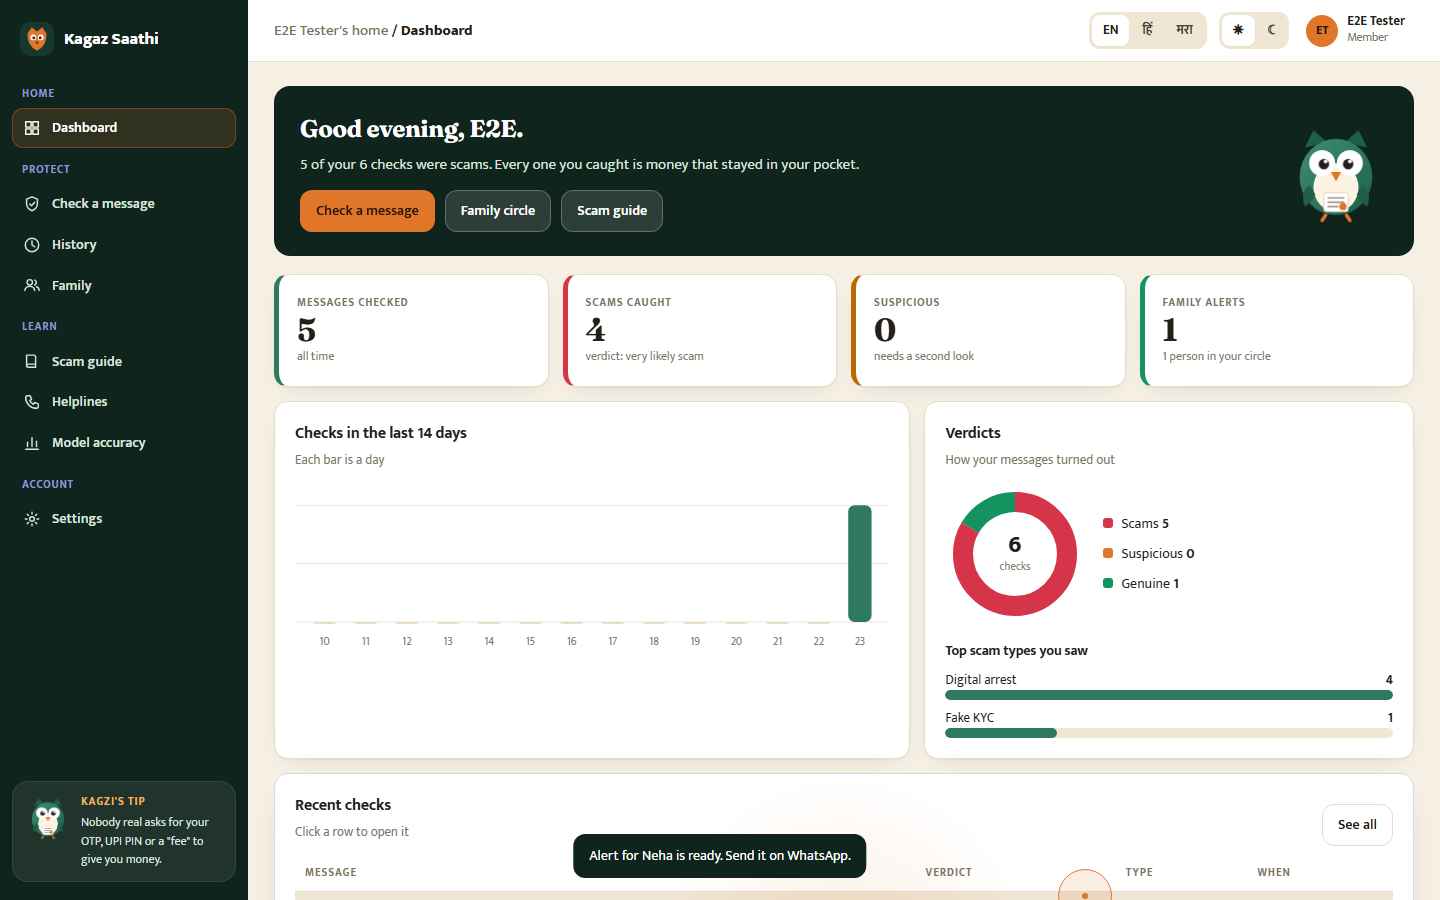 Kagaz Saathi
HOME
Dashboard
PROTECT
Check a message
History
Family
LEARN
Scam guide
Helplines
Model accuracy
ACCOUNT
Settings
KAGZI'S TIP
Nobody real asks for your
OTP, UPI PIN or a "fee" to
give you money.
E2E Tester's home / Dashboard
EN हिं मरा
ET
E2E Tester
Member
Good evening, E2E.
5 of your 6 checks were scams. Every one you caught is money that stayed in your pocket.
Check a message Family circle Scam guide
MESSAGES CHECKED
5
all time
SCAMS CAUGHT
4
verdict: very likely scam
SUSPICIOUS
0
needs a second look
FAMILY ALERTS
1
1 person in your circle
Checks in the last 14 days
Each bar is a day
10 11 12 13 14 15 16 17 18 19 20 21 22 23
Verdicts
How your messages turned out
6
checks
Scams 5
Suspicious 0
Genuine 1
Top scam types you saw
Digital arrest 4
Fake KYC 1
Recent checks
Click a row to open it
See all
MESSAGE VERDICT TYPE WHEN
Alert for Neha is ready. Send it on WhatsApp.